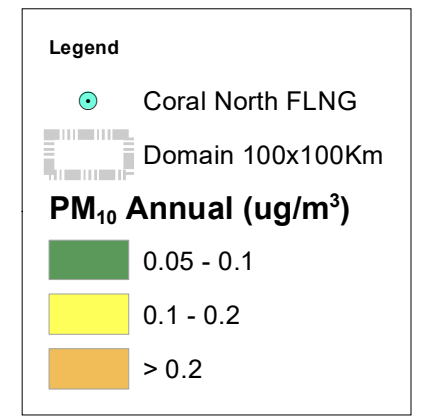 Legend
Coral North FLNG
Domain 100x100Km
PM₁₀ Annual (ug/m³)
0.05 - 0.1
0.1 - 0.2
> 0.2